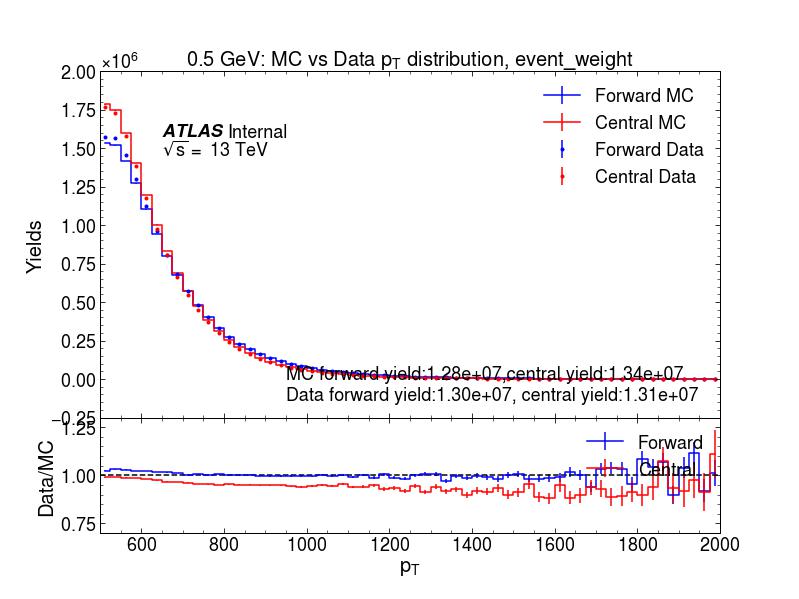 ×10⁶
0.5 GeV: MC vs Data p_T distribution, event_weight
2.00
1.75
1.50
1.25
1.00
0.75
0.50
0.25
0.00
−0.25
Yields
ATLAS Internal
√s = 13 TeV
Forward MC
Central MC
Forward Data
Central Data
MC forward yield:1.28e+07,central yield:1.34e+07
Data forward yield:1.30e+07, central yield:1.31e+07
1.25
1.00
0.75
Data/MC
Forward
Central
600 800 1000 1200 1400 1600 1800 2000
p_T